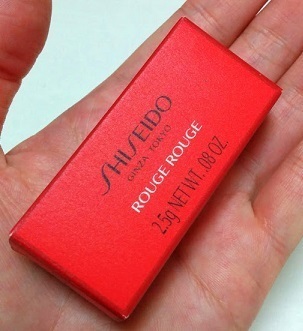 SHISEIDO
GINZA TOKYO
ROUGE ROUGE
2.5g NET WT. .08 OZ.